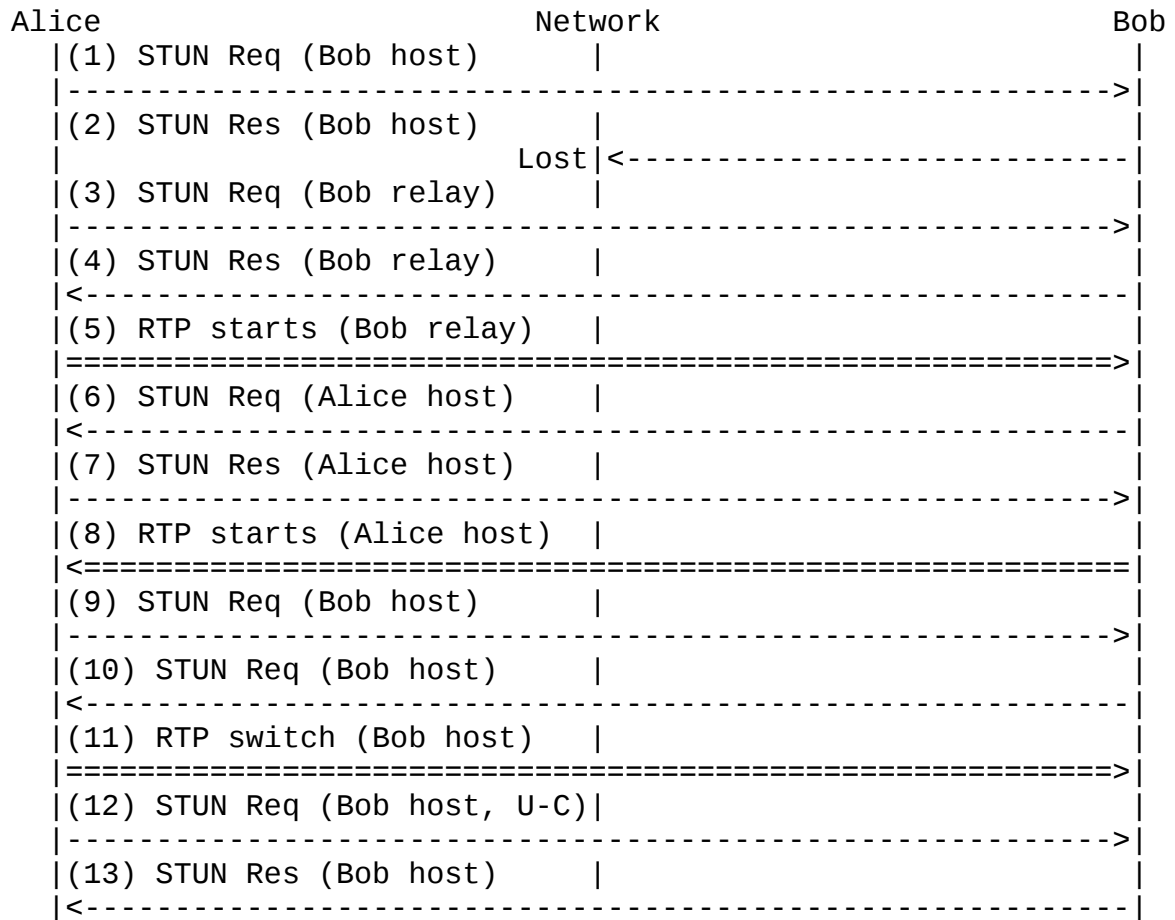 Alice Network Bob
(1) STUN Req (Bob host)
(2) STUN Res (Bob host)
Lost
(3) STUN Req (Bob relay)
(4) STUN Res (Bob relay)
(5) RTP starts (Bob relay)
(6) STUN Req (Alice host)
(7) STUN Res (Alice host)
(8) RTP starts (Alice host)
(9) STUN Req (Bob host)
(10) STUN Req (Bob host)
(11) RTP switch (Bob host)
(12) STUN Req (Bob host, U-C)
(13) STUN Res (Bob host)